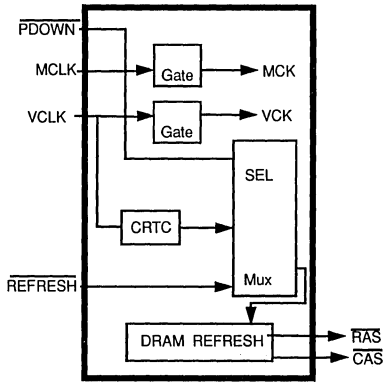 PDOWN
MCLK
Gate
MCK
VCLK
Gate
VCK
SEL
CRTC
REFRESH
Mux
DRAM REFRESH
RAS
CAS